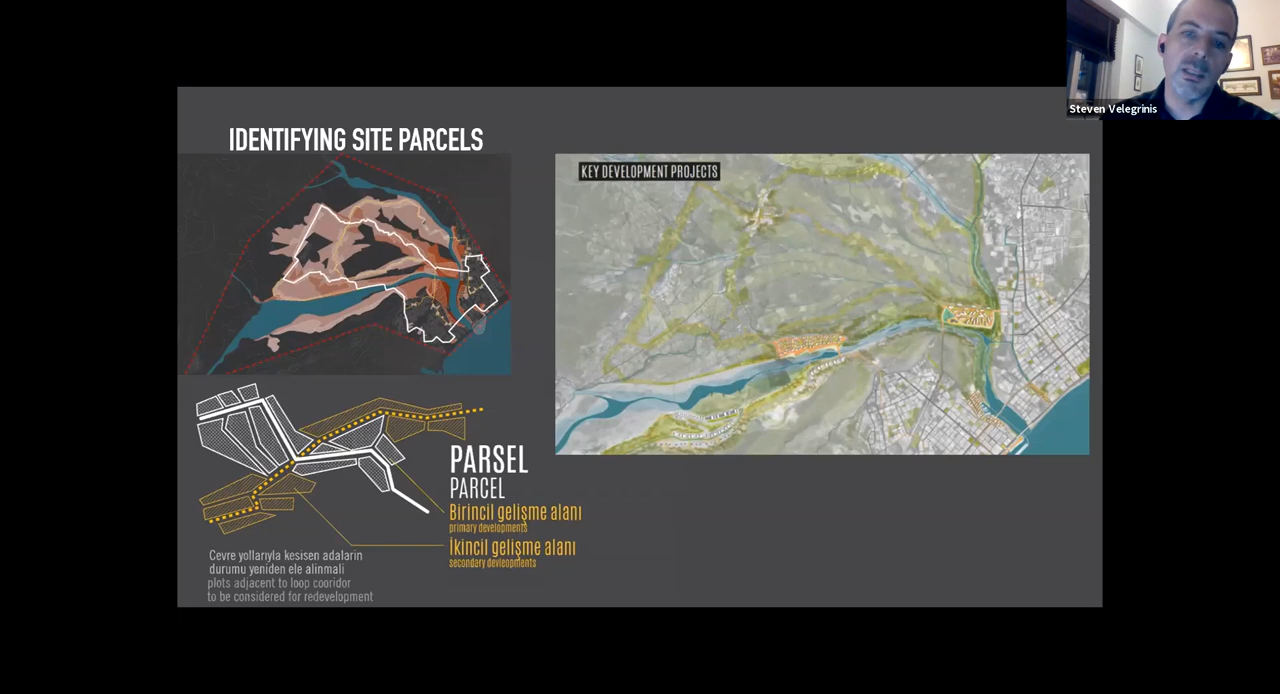 Steven Velegrinis
IDENTIFYING SITE PARCELS
KEY DEVELOPMENT PROJECTS
PARSEL
PARCEL
Birincil gelişme alanı
primary developments
İkincil gelişme alanı
secondary devleopments
Cevre yollarıyla kesisen adaların
durumu yeniden ele alinmali
plots adjacent to loop cooridor
to be considered for redevelopment